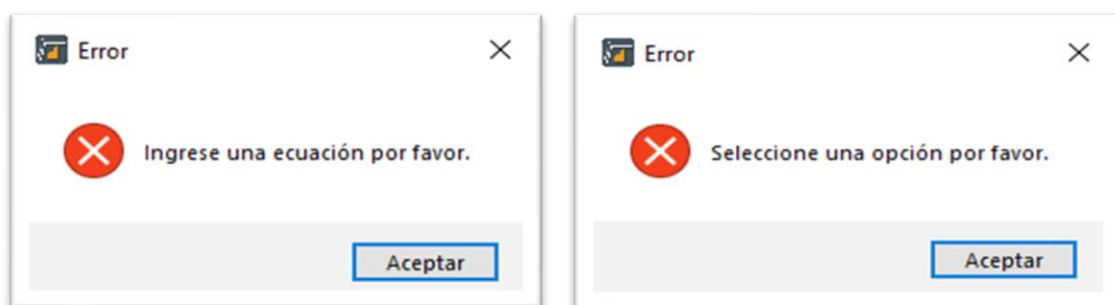 Error
Ingrese una ecuación por favor.
Aceptar
Error
Seleccione una opción por favor.
Aceptar